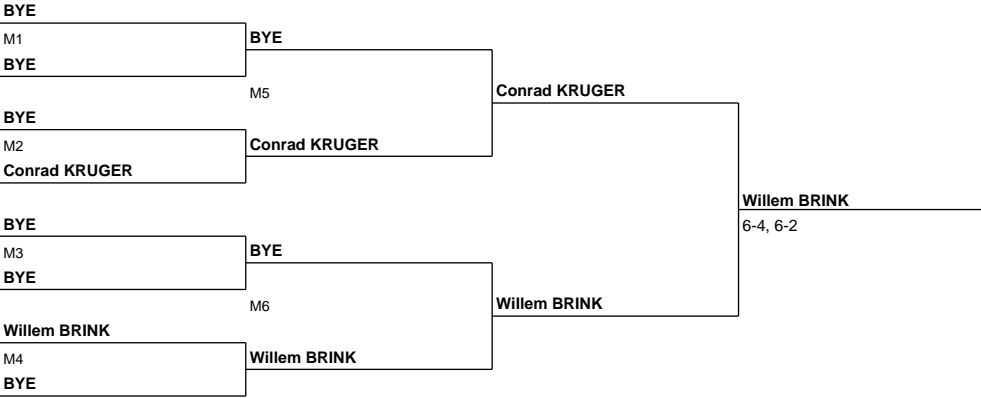 BYE
M1
BYE
BYE
M5
BYE
M2
Conrad KRUGER
Conrad KRUGER
Conrad KRUGER
BYE
M3
BYE
BYE
M6
Willem BRINK
M4
BYE
Willem BRINK
Willem BRINK
Willem BRINK
6-4, 6-2